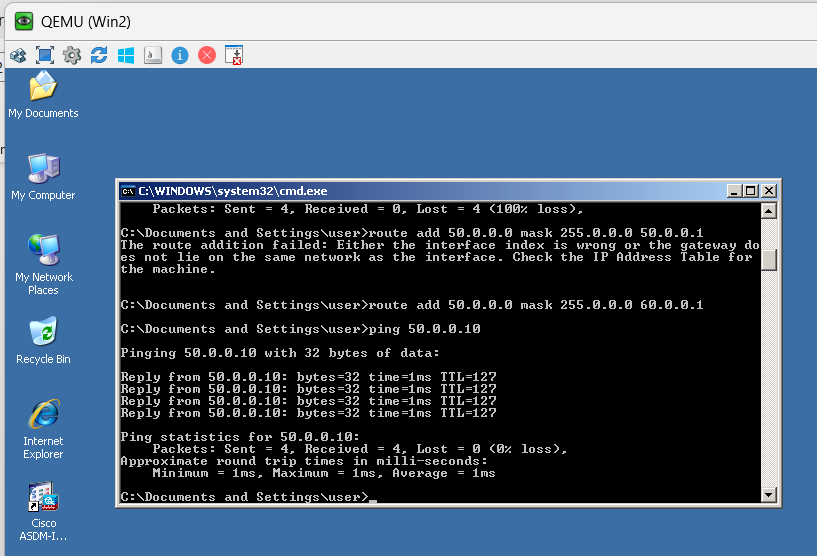 QEMU (Win2)
My Documents
My Computer
My Network
Places
Recycle Bin
Internet
Explorer
Cisco
ASDM-I...
C:\WINDOWS\system32\cmd.exe
Packets: Sent = 4, Received = 0, Lost = 4 (100% loss),
C:\Documents and Settings\user>route add 50.0.0.0 mask 255.0.0.0 50.0.0.1
The route addition failed: Either the interface index is wrong or the gateway do
es not lie on the same network as the interface. Check the IP Address Table for
the machine.
C:\Documents and Settings\user>route add 50.0.0.0 mask 255.0.0.0 60.0.0.1
C:\Documents and Settings\user>ping 50.0.0.10
Pinging 50.0.0.10 with 32 bytes of data:
Reply from 50.0.0.10: bytes=32 time=1ms TTL=127
Reply from 50.0.0.10: bytes=32 time=1ms TTL=127
Reply from 50.0.0.10: bytes=32 time=1ms TTL=127
Reply from 50.0.0.10: bytes=32 time=1ms TTL=127
Ping statistics for 50.0.0.10:
Packets: Sent = 4, Received = 4, Lost = 0 (0% loss),
Approximate round trip times in milli-seconds:
Minimum = 1ms, Maximum = 1ms, Average = 1ms
C:\Documents and Settings\user>_